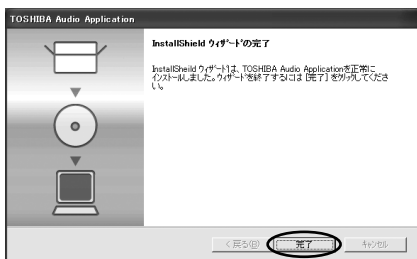 TOSHIBA Audio Application
InstallShield ｳｨｻﾞｰﾄﾞの完了
InstallSheild ｳｨｻﾞｰﾄﾞは、TOSHIBA Audio Applicationを正常に
ｲﾝｽﾄｰﾙしました。ｳｨｻﾞｰﾄﾞを終了するには [完了] をｸﾘｯｸしてくださ
い。
< 戻る(B)
完了
ｷｬﾝｾﾙ